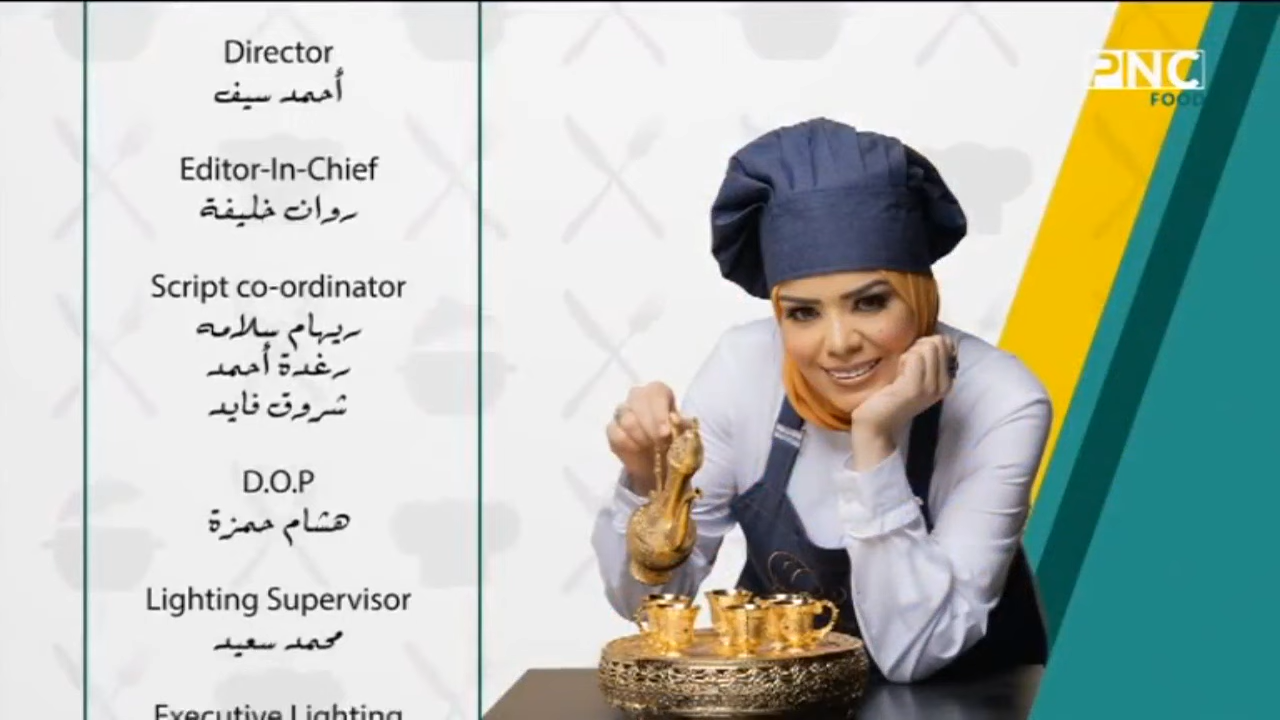 PNC
FOOD
Director
أحمد سيف
Editor-In-Chief
روان خليفة
Script co-ordinator
ريهام سلامه
رغدة أحمد
شروق فايد
D.O.P
هشام حمزة
Lighting Supervisor
محمد سعيد
Executive Lighting